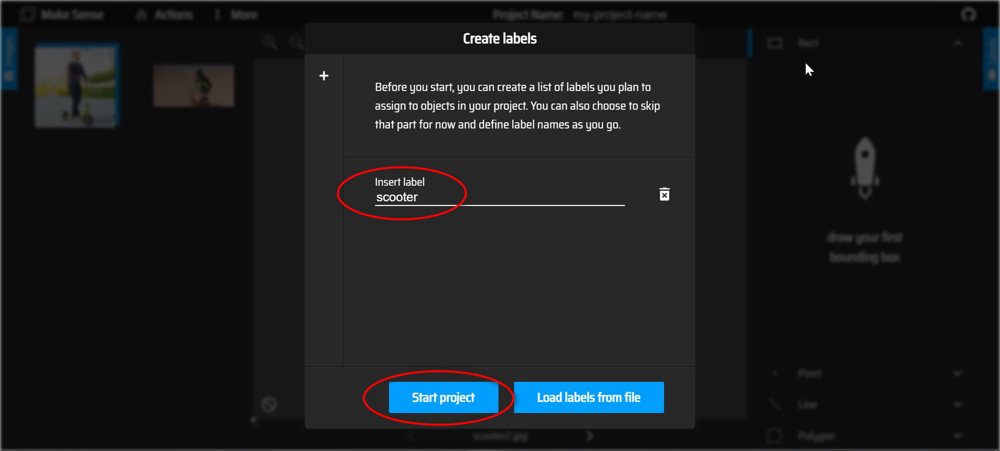 Make Sense
Actions
More
Project Name: my-project-name
Images
Create labels
Rect
Labels
Before you start, you can create a list of labels you plan to
assign to objects in your project. You can also choose to skip
that part for now and define label names as you go.
Insert label
scooter
draw your first
bounding box
Point
Start project
Load labels from file
Line
scooter2.jpg
Polygon